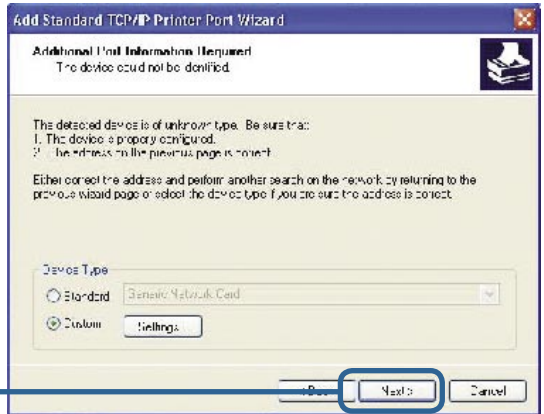 Add Standard TCP/IP Printer Port Wizard
Additional Port Information Required
The device could not be identified.
The detected device is of unknown type. Be sure that:
1. The device is properly configured.
2. The address on the previous page is correct.
Either correct the address and perform another search on the network by returning to the
previous wizard page or select the device type if you are sure the address is correct.
Device Type
Standard
Generic Network Card
Custom
Settings...
< Back
Next >
Cancel